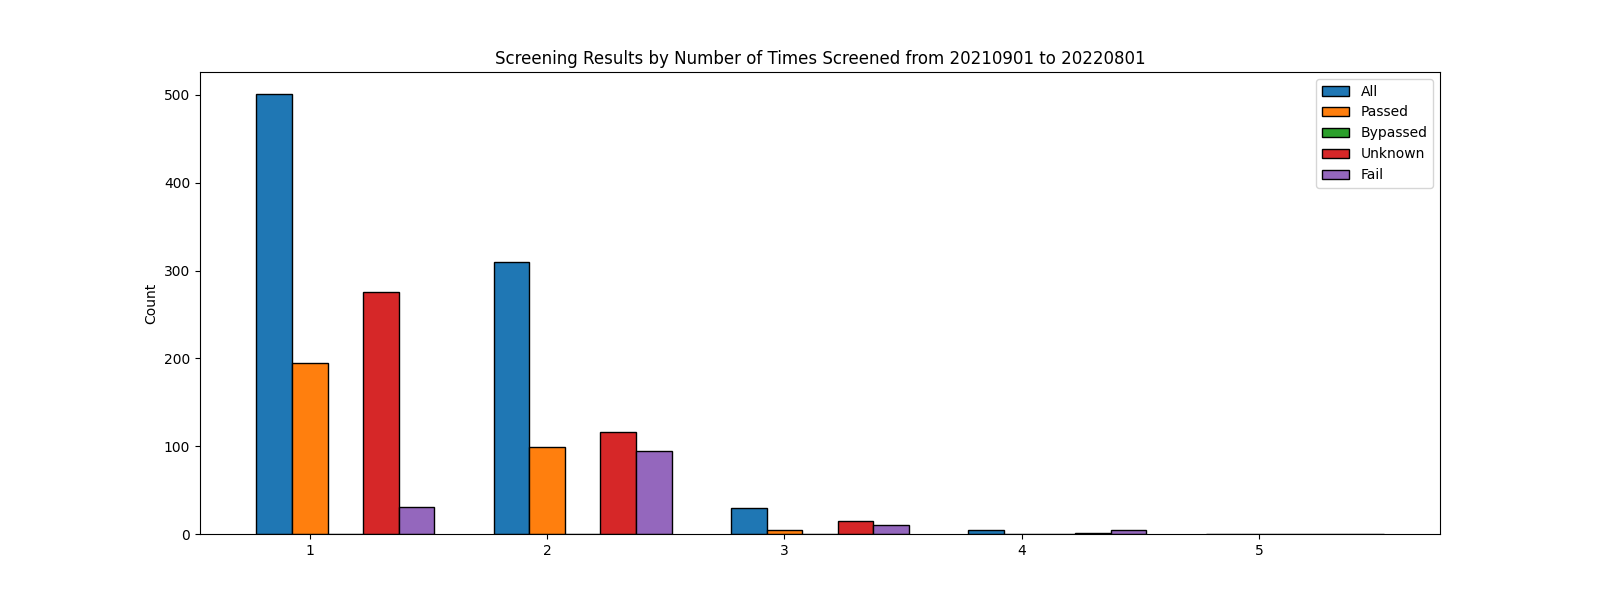 Screening Results by Number of Times Screened from 20210901 to 20220801
All
Passed
Bypassed
Unknown
Fail
Count
500
400
300
200
100
0
1 2 3 4 5